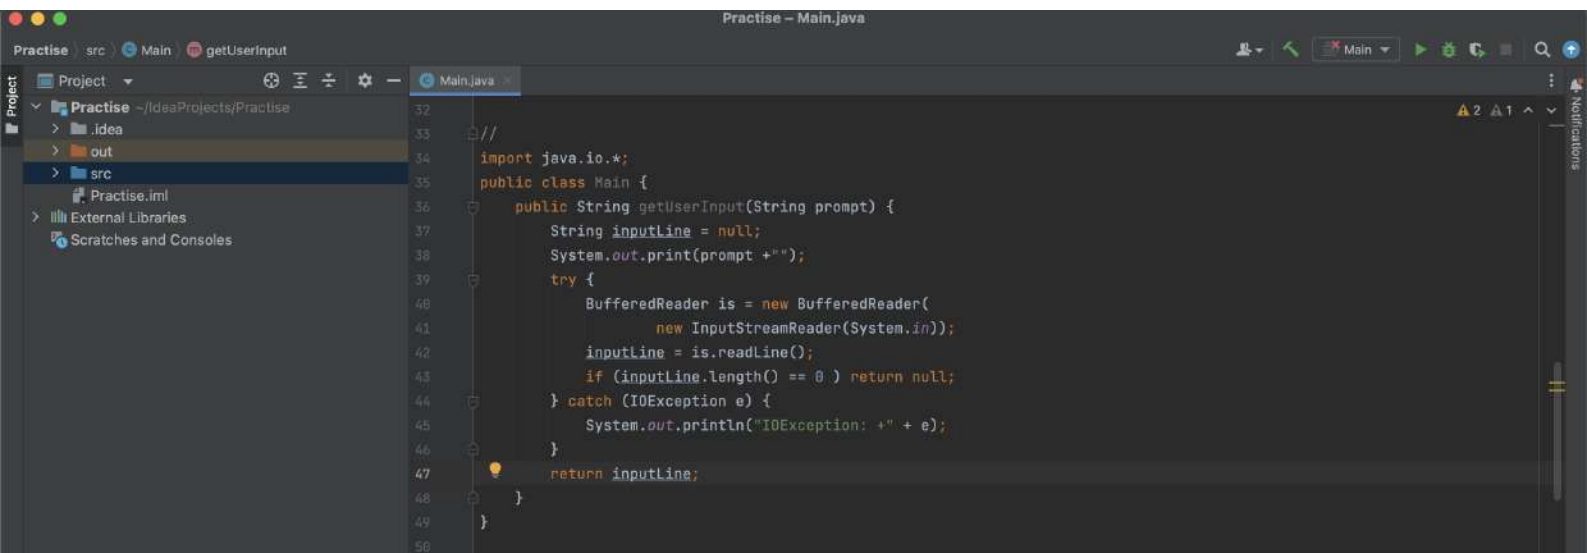 Practise – Main.java
Practise src Main getUserInput
Main
Project
Main.java
Project
Practise ~/IdeaProjects/Practise
.idea
out
src
Practise.iml
External Libraries
Scratches and Consoles
2 1
Notifications
32
33 //
34 import java.io.*;
35 public class Main {
36 public String getUserInput(String prompt) {
37 String inputLine = null;
38 System.out.print(prompt +"");
39 try {
40 BufferedReader is = new BufferedReader(
41 new InputStreamReader(System.in));
42 inputLine = is.readLine();
43 if (inputLine.length() == 0 ) return null;
44 } catch (IOException e) {
45 System.out.println("IOException: +" + e);
46 }
47 return inputLine;
48 }
49 }
50